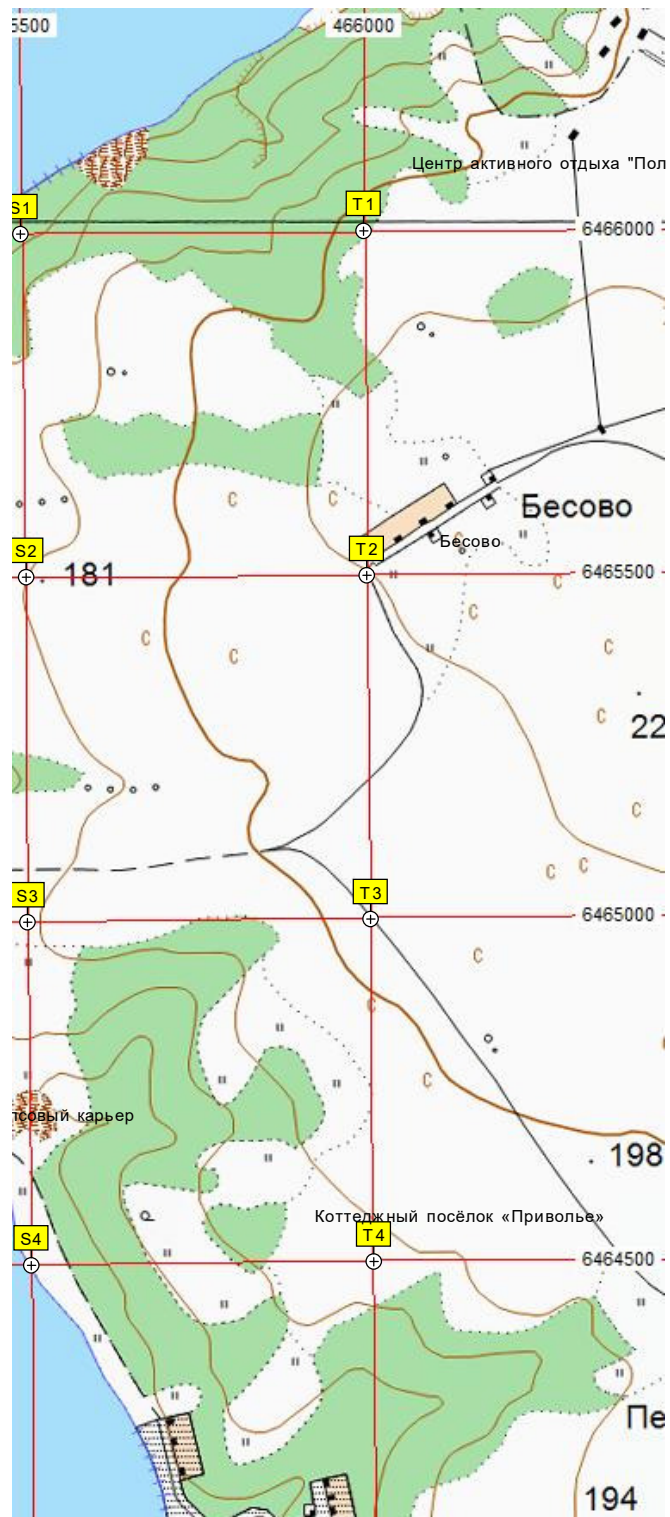 5500 466000
Центр активного отдыха "Пол
S1 T1
6466000
Бесово
T2
Бесово
S2 181
6465500
22
S3 T3
6465000
псовый карьер
198
Коттеджный посёлок «Приволье»
S4 T4
6464500
Пе
194